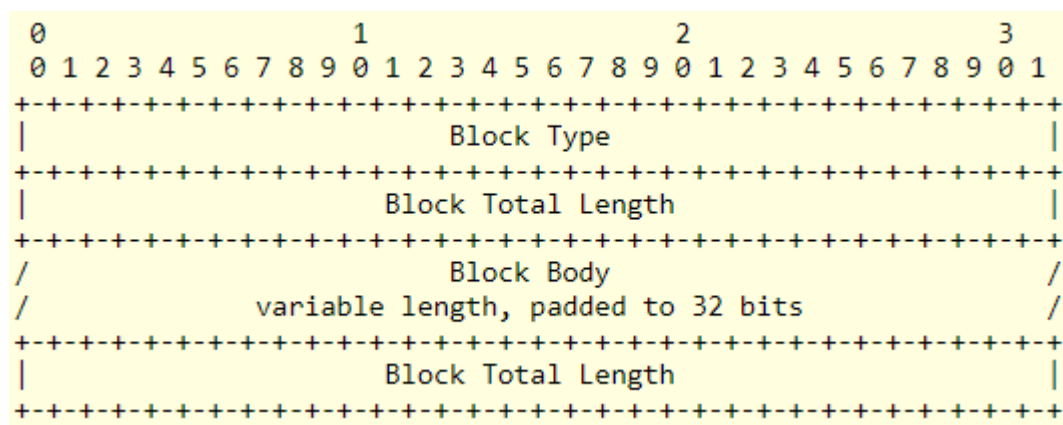 0                   1                   2                   3
 0 1 2 3 4 5 6 7 8 9 0 1 2 3 4 5 6 7 8 9 0 1 2 3 4 5 6 7 8 9 0 1
+-+-+-+-+-+-+-+-+-+-+-+-+-+-+-+-+-+-+-+-+-+-+-+-+-+-+-+-+-+-+-+-+
|                          Block Type                           |
+-+-+-+-+-+-+-+-+-+-+-+-+-+-+-+-+-+-+-+-+-+-+-+-+-+-+-+-+-+-+-+-+
|                      Block Total Length                       |
+-+-+-+-+-+-+-+-+-+-+-+-+-+-+-+-+-+-+-+-+-+-+-+-+-+-+-+-+-+-+-+-+
/                          Block Body                           /
/              variable length, padded to 32 bits               /
+-+-+-+-+-+-+-+-+-+-+-+-+-+-+-+-+-+-+-+-+-+-+-+-+-+-+-+-+-+-+-+-+
|                      Block Total Length                       |
+-+-+-+-+-+-+-+-+-+-+-+-+-+-+-+-+-+-+-+-+-+-+-+-+-+-+-+-+-+-+-+-+